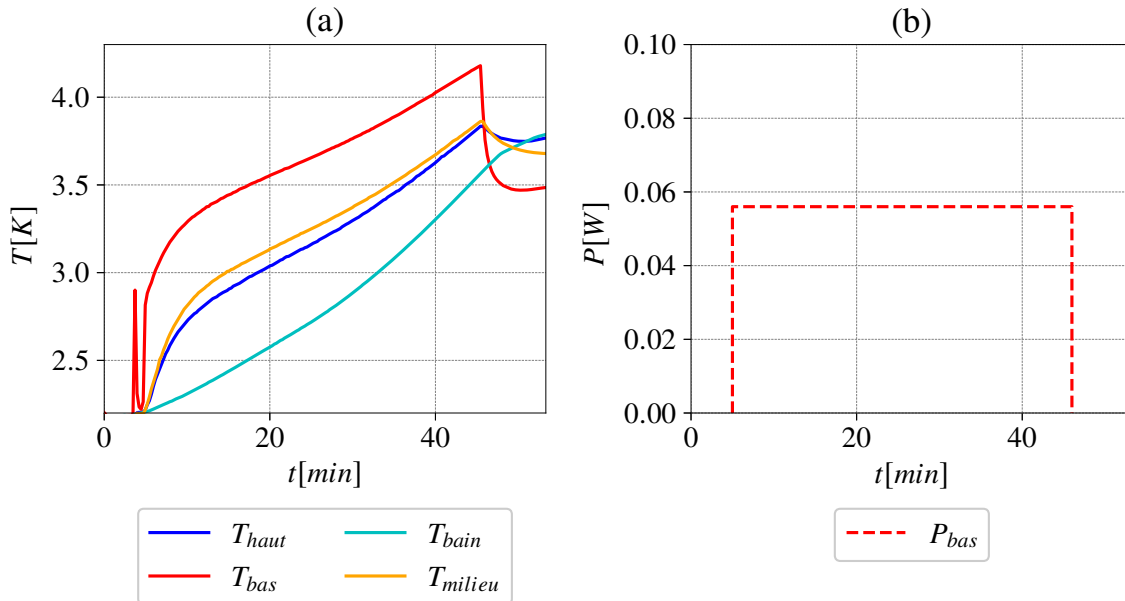 (a)
(b)
T[K]
4.0
3.5
3.0
2.5
0
20
40
t[min]
P[W]
0.10
0.08
0.06
0.04
0.02
0.00
0
20
40
t[min]
T_haut
T_bain
T_bas
T_milieu
P_bas